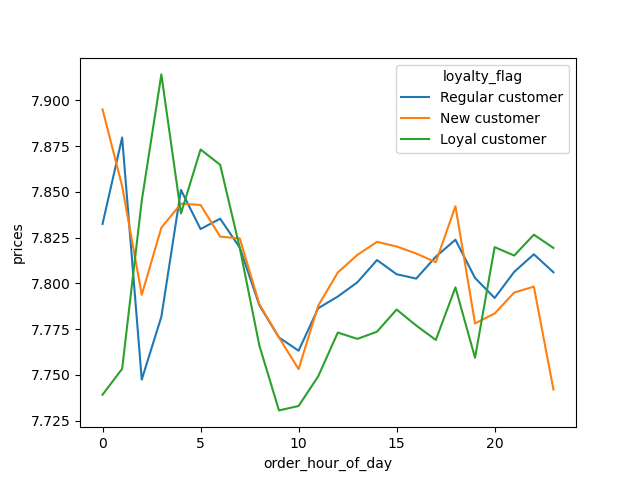 loyalty_flag
Regular customer
New customer
Loyal customer
7.900
7.875
7.850
7.825
7.800
7.775
7.750
7.725
prices
0 5 10 15 20
order_hour_of_day